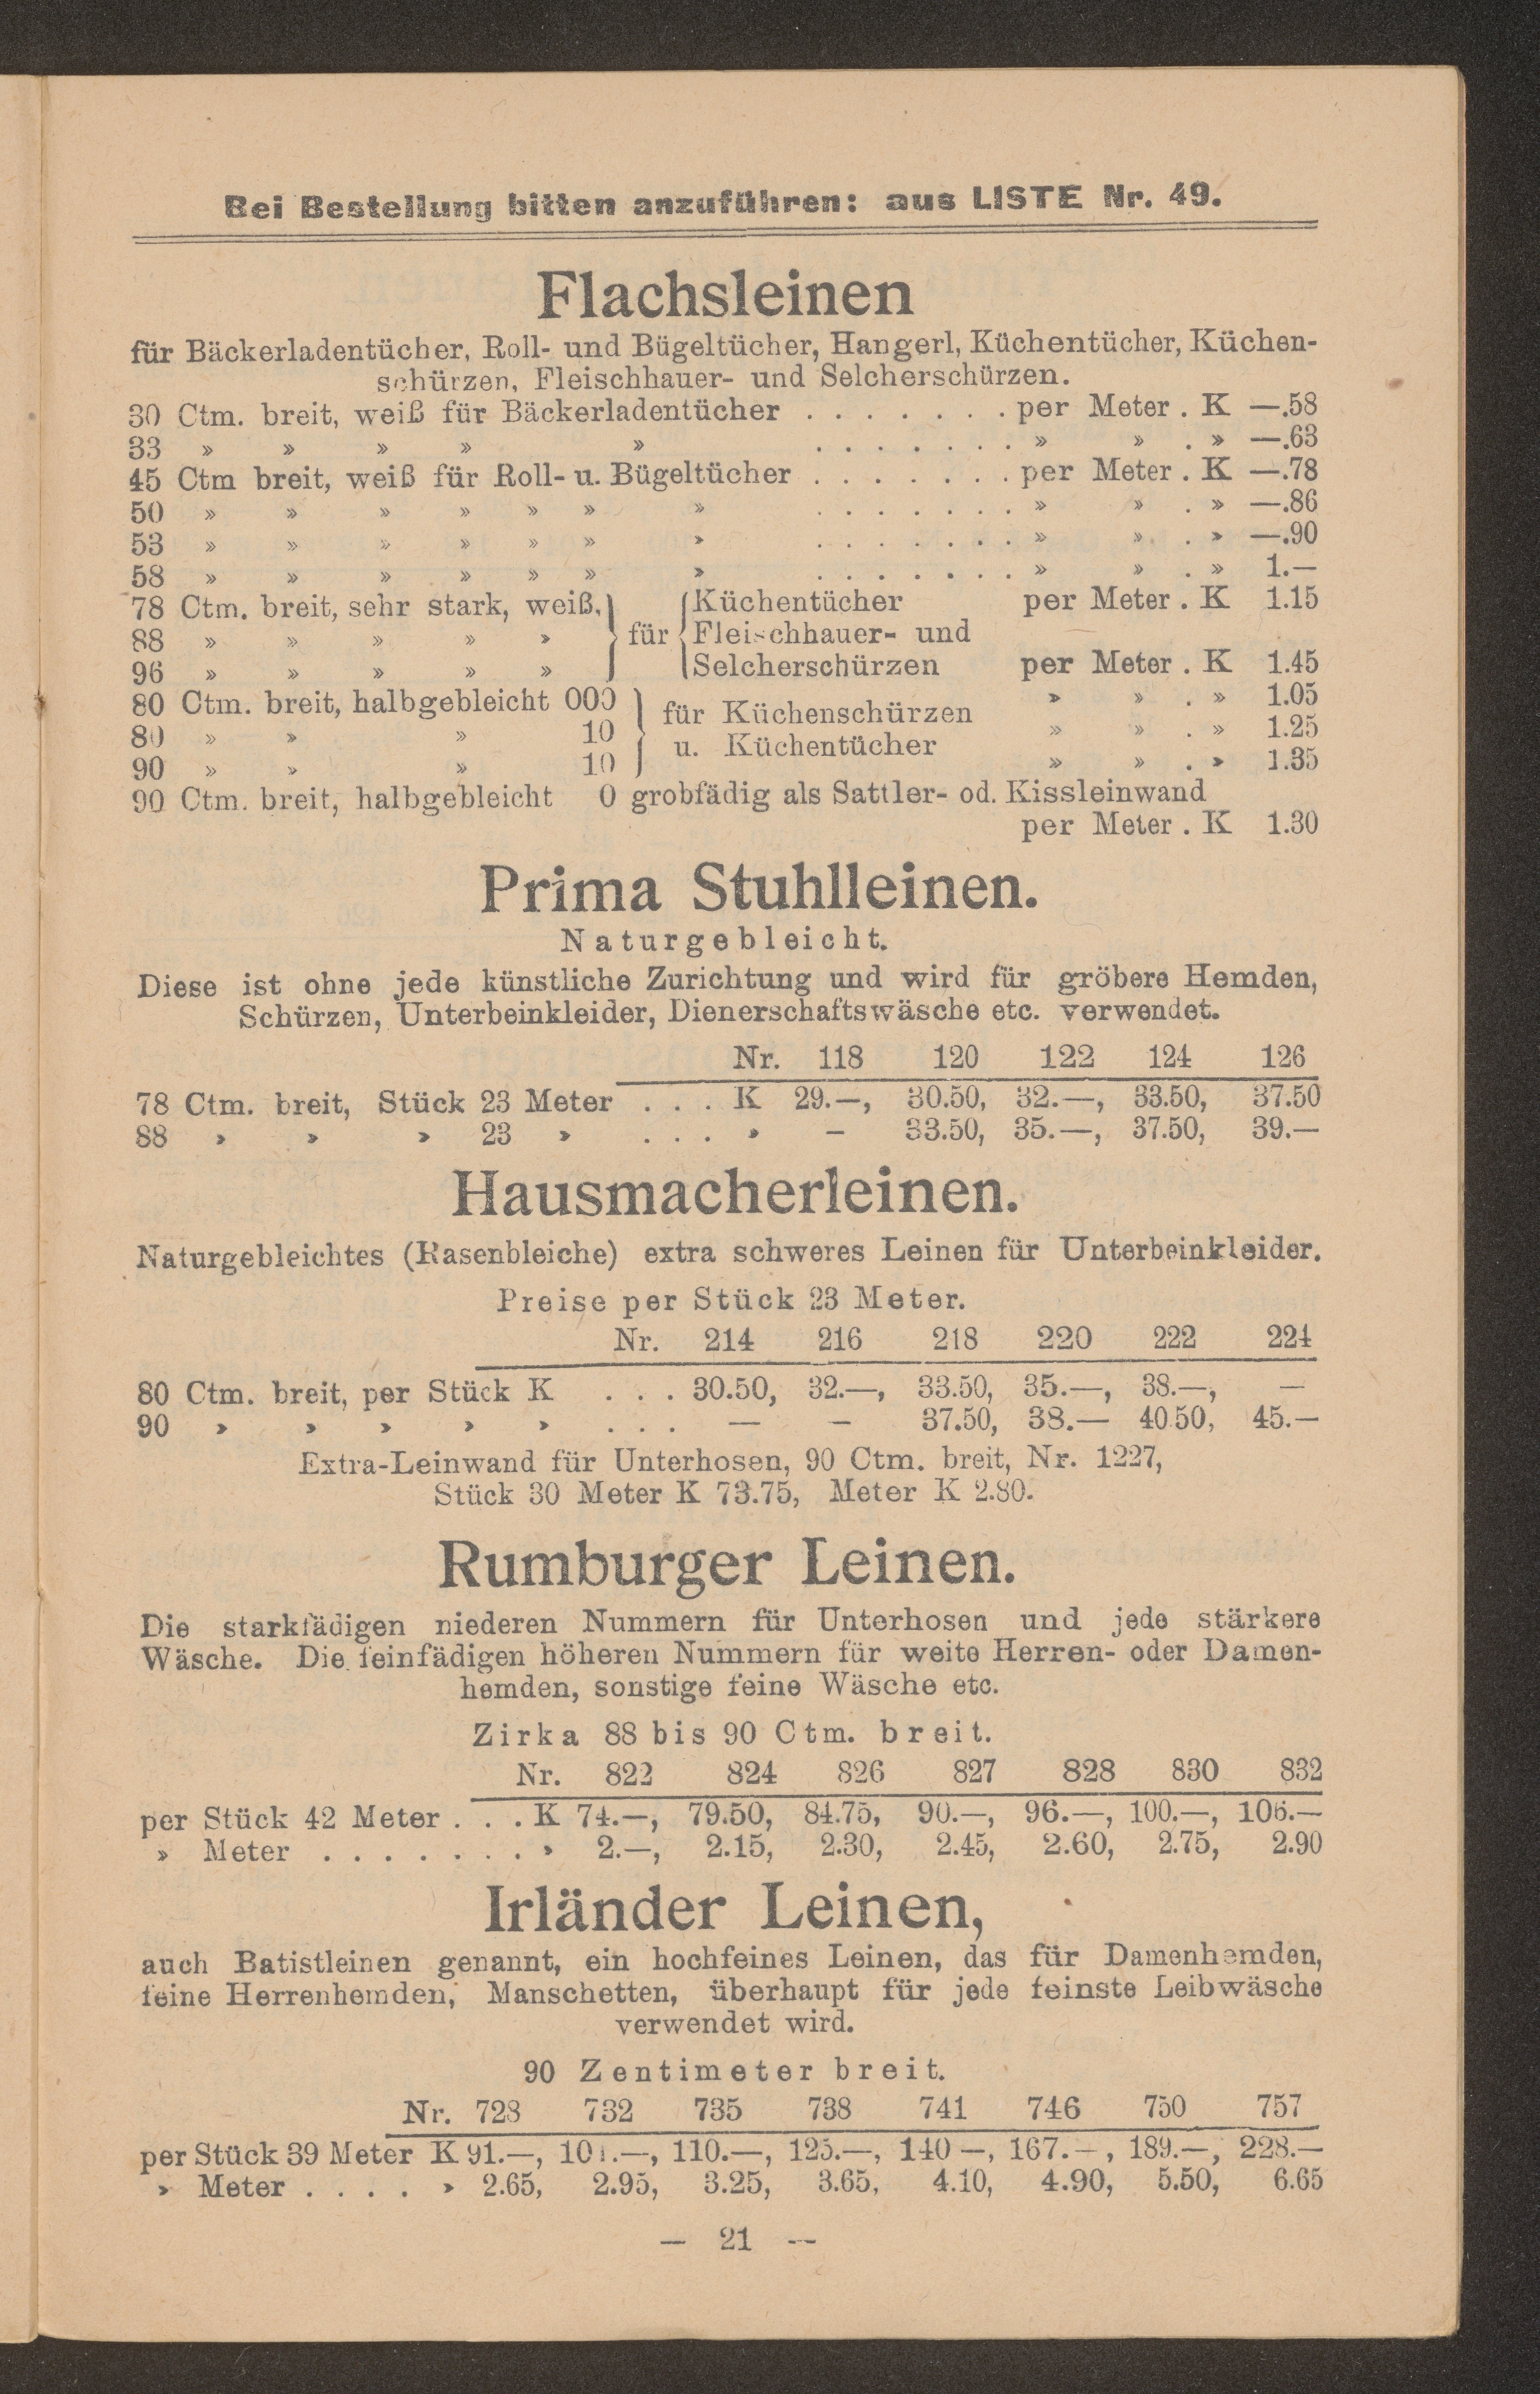 Bei Bestellung bitten anzuführen: aus LISTE Nr. 49.
Flachsleinen
für Bäckerladentücher, Roll- und Bügeltücher, Hangerl, Küchentücher, Küchen-
schürzen, Fleischhauer- und Selcherschürzen.
30 Ctm. breit, weiß für Bäckerladentücher . . . . . . . per Meter . K —.58
33 » » » » » . . . . . . . » » . » —.63
45 Ctm breit, weiß für Roll- u. Bügeltücher . . . . . . . per Meter . K —.78
50 » » » » » » » . . . . . . . » » . » —.86
53 » » » » » » » . . . . . . . » » . » —.90
58 » » » » » » » . . . . . . . » » . » 1.—
78 Ctm. breit, sehr stark, weiß, Küchentücher per Meter . K 1.15
88 » » » » » für Fleischhauer- und
96 » » » » » Selcherschürzen per Meter . K 1.45
80 Ctm. breit, halbgebleicht 000 für Küchenschürzen » » . » 1.05
80 » » » 10 u. Küchentücher » » . » 1.25
90 » » » 10 » » . » 1.35
90 Ctm. breit, halbgebleicht 0 grobfädig als Sattler- od. Kissleinwand
per Meter . K 1.30
Prima Stuhlleinen.
Naturgebleicht.
Diese ist ohne jede künstliche Zurichtung und wird für gröbere Hemden,
Schürzen, Unterbeinkleider, Dienerschaftswäsche etc. verwendet.
Nr. 118 120 122 124 126
78 Ctm. breit, Stück 23 Meter . . . K 29.—, 30.50, 32.—, 33.50, 37.50
88 » » » 23 » . . . » — 33.50, 35.—, 37.50, 39.—
Hausmacherleinen.
Naturgebleichtes (Rasenbleiche) extra schweres Leinen für Unterbeinkleider.
Preise per Stück 23 Meter.
Nr. 214 216 218 220 222 224
80 Ctm. breit, per Stück K . . . 30.50, 32.—, 33.50, 35.—, 38.—, —
90 » » » » » . . . — — 37.50, 38.— 40.50, 45.—
Extra-Leinwand für Unterhosen, 90 Ctm. breit, Nr. 1227,
Stück 30 Meter K 73.75, Meter K 2.80.
Rumburger Leinen.
Die starkfädigen niederen Nummern für Unterhosen und jede stärkere
Wäsche. Die feinfädigen höheren Nummern für weite Herren- oder Damen-
hemden, sonstige feine Wäsche etc.
Zirka 88 bis 90 Ctm. breit.
Nr. 822 824 826 827 828 830 832
per Stück 42 Meter . . . K 74.—, 79.50, 84.75, 90.—, 96.—, 100.—, 106.—
» Meter . . . . . . . » 2.—, 2.15, 2.30, 2.45, 2.60, 2.75, 2.90
Irländer Leinen,
auch Batistleinen genannt, ein hochfeines Leinen, das für Damenhemden,
feine Herrenhemden, Manschetten, überhaupt für jede feinste Leibwäsche
verwendet wird.
90 Zentimeter breit.
Nr. 728 732 735 738 741 746 750 757
per Stück 39 Meter K 91.—, 110.—, 125.—, 140 —, 167.—, 189.—, 228.—
» Meter . . . . » 2.65, 2.95, 3.25, 3.65, 4.10, 4.90, 5.50, 6.65
— 21 —